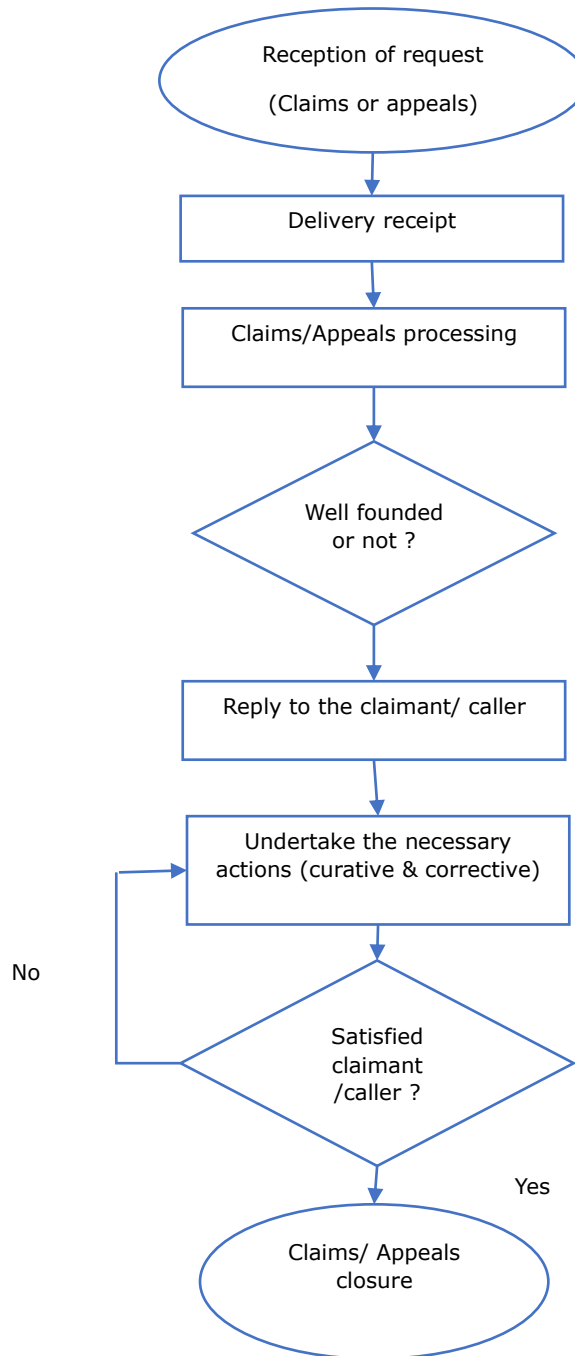 Reception of request
(Claims or appeals)
Delivery receipt
Claims/Appeals processing
Well founded
or not ?
Reply to the claimant/ caller
Undertake the necessary
actions (curative & corrective)
No
Satisfied
claimant
/caller ?
Yes
Claims/ Appeals
closure